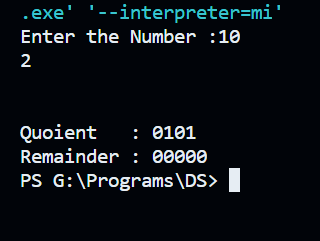 .exe' '--interpreter=mi'
Enter the Number :10
2
Quoient   : 0101
Remainder : 00000
PS G:\Programs\DS>